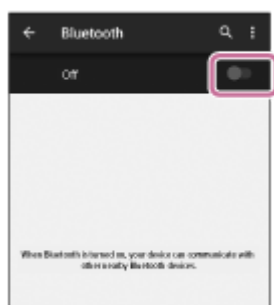 Bluetooth
Off
When Bluetooth is turned on, your device can communicate with
other nearby Bluetooth devices.